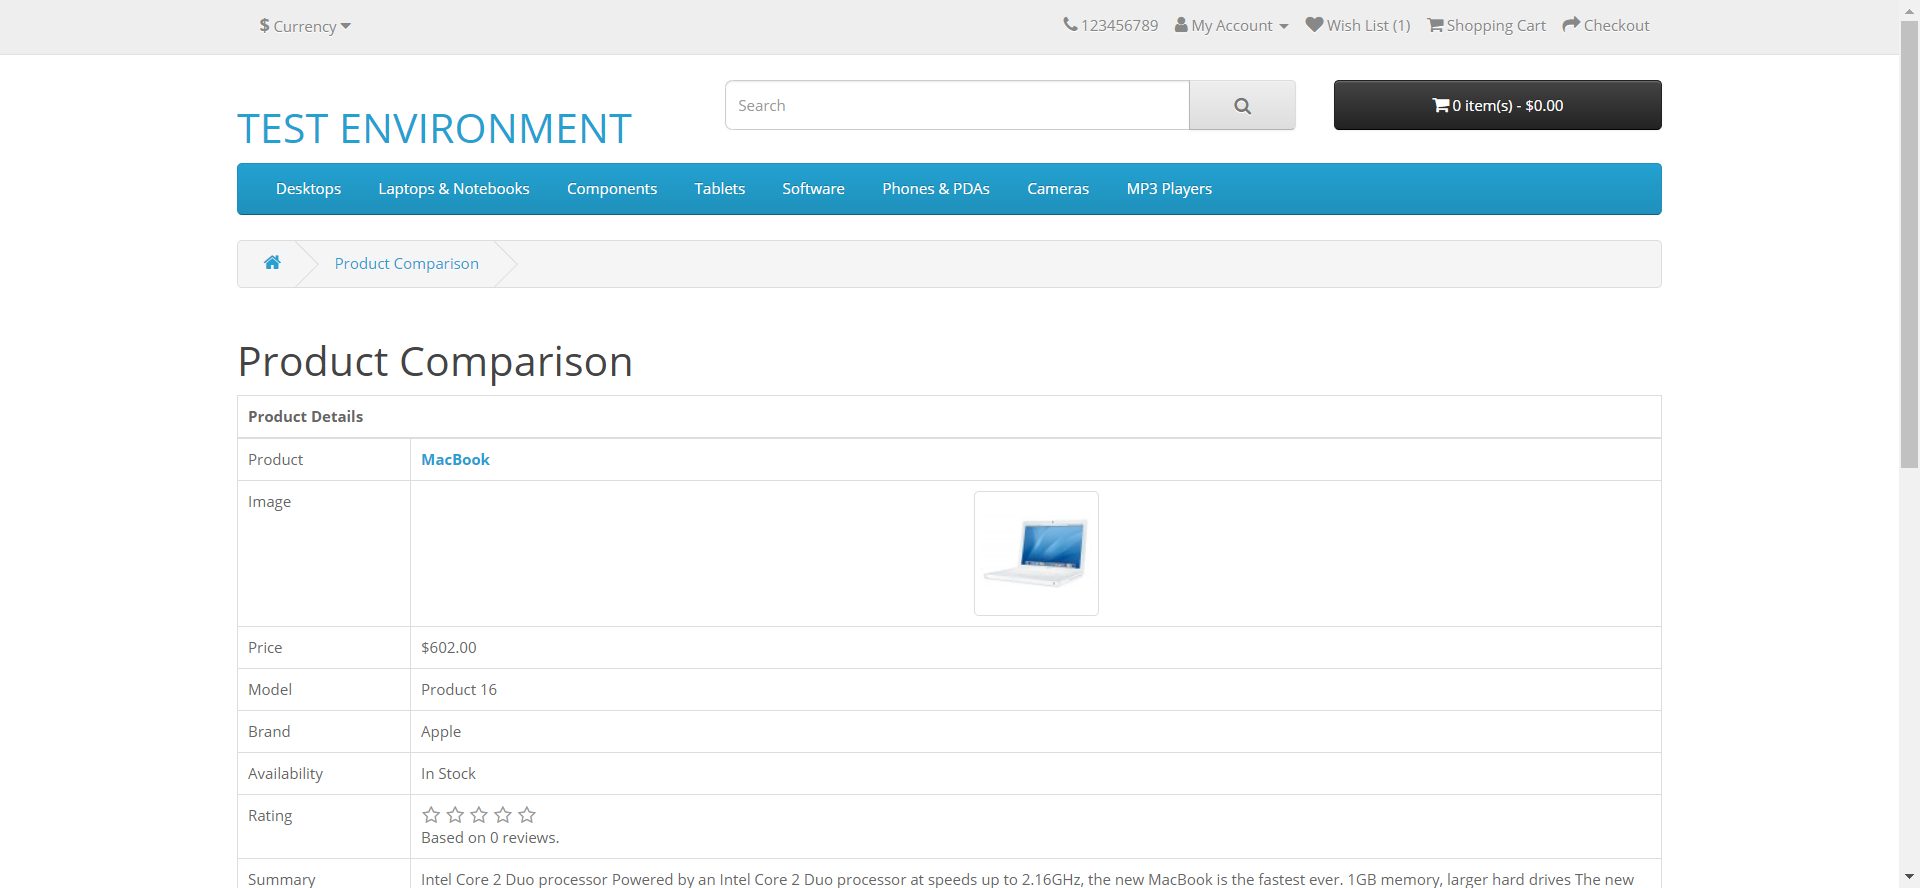 $ Currency
123456789 My Account Wish List (1) Shopping Cart Checkout
Search
0 item(s) - $0.00
TEST ENVIRONMENT
Desktops Laptops & Notebooks Components Tablets Software Phones & PDAs Cameras MP3 Players
Product Comparison
Product Comparison
Product Details
Product MacBook
Image
Price $602.00
Model Product 16
Brand Apple
Availability In Stock
Rating
Based on 0 reviews.
Summary Intel Core 2 Duo processor Powered by an Intel Core 2 Duo processor at speeds up to 2.16GHz, the new MacBook is the fastest ever. 1GB memory, larger hard drives The new